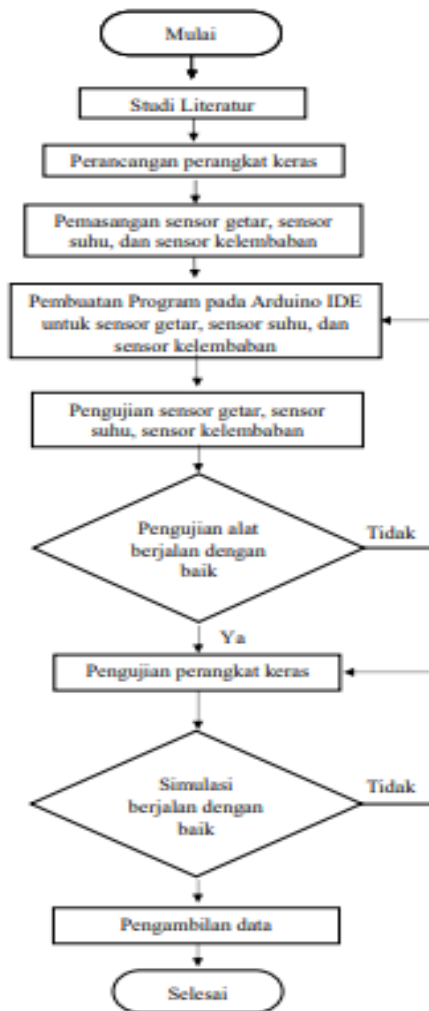 Mulai
Studi Literatur
Perancangan perangkat keras
Pemasangan sensor getar, sensor
suhu, dan sensor kelembaban
Pembuatan Program pada Arduino IDE
untuk sensor getar, sensor suhu, dan
sensor kelembaban
Pengujian sensor getar, sensor
suhu, sensor kelembaban
Pengujian alat
berjalan dengan
baik
Tidak
Ya
Pengujian perangkat keras
Simulasi
berjalan dengan
baik
Tidak
Pengambilan data
Selesai